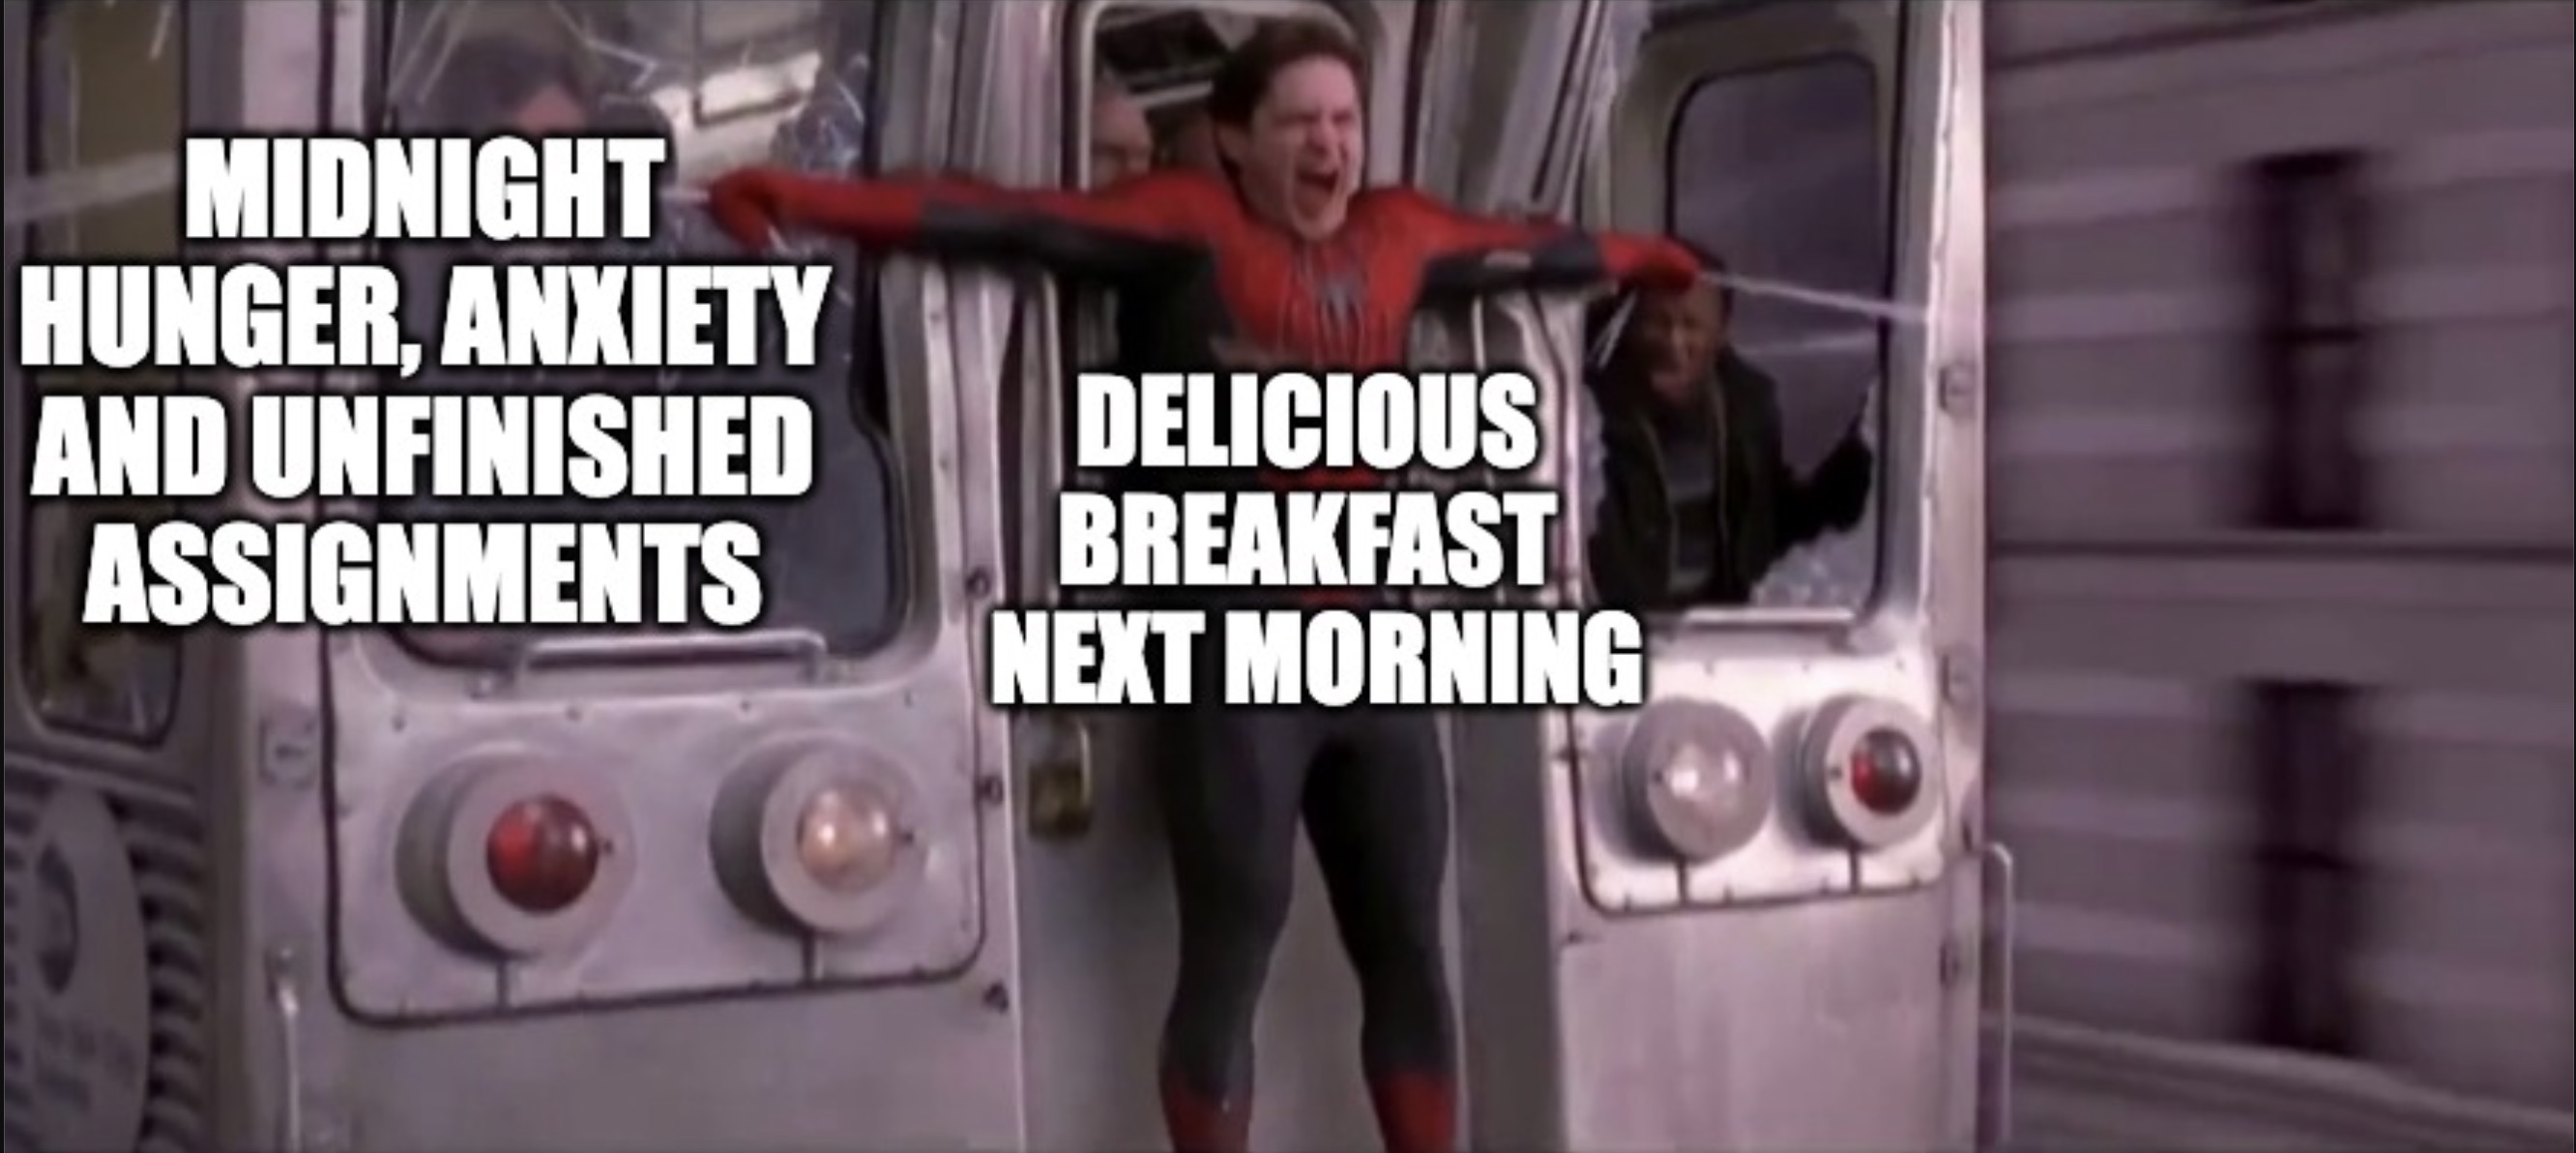 MIDNIGHT
HUNGER, ANXIETY
AND UNFINISHED
ASSIGNMENTS
DELICIOUS
BREAKFAST
NEXT MORNING